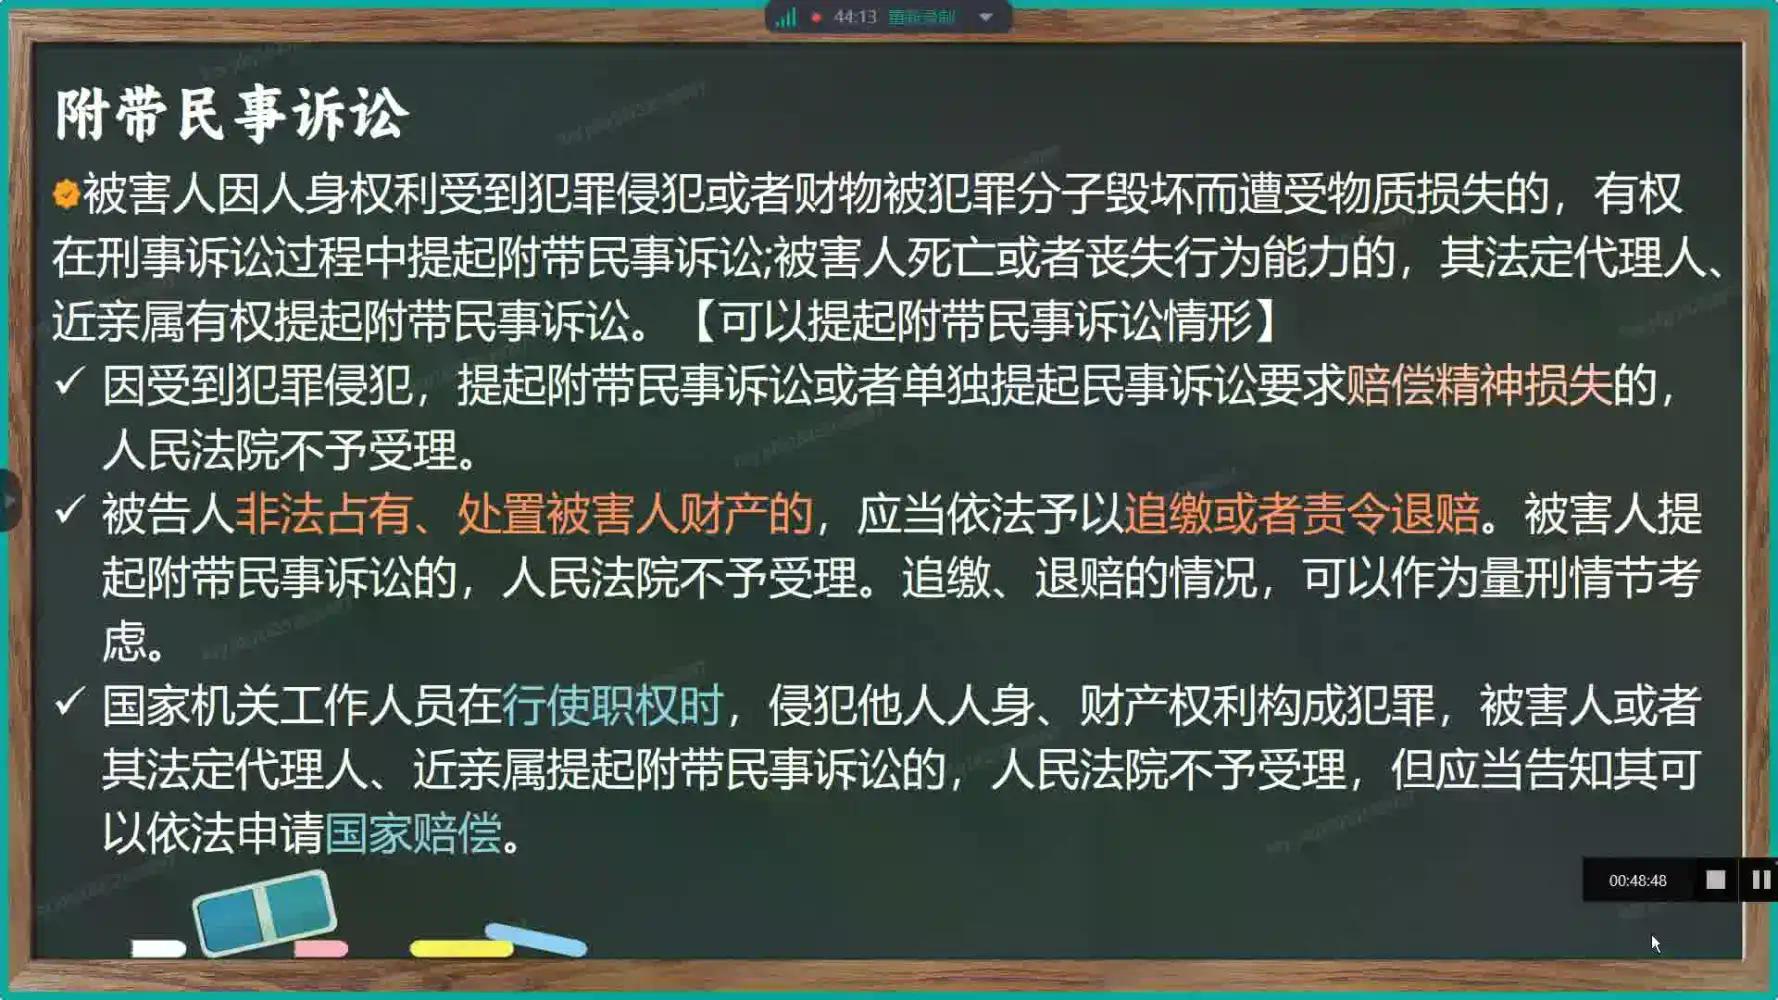 44:13 重新录制
附带民事诉讼
被害人因人身权利受到犯罪侵犯或者财物被犯罪分子毁坏而遭受物质损失的，有权
在刑事诉讼过程中提起附带民事诉讼;被害人死亡或者丧失行为能力的，其法定代理人、
近亲属有权提起附带民事诉讼。【可以提起附带民事诉讼情形】
✓ 因受到犯罪侵犯，提起附带民事诉讼或者单独提起民事诉讼要求赔偿精神损失的，
人民法院不予受理。
✓ 被告人非法占有、处置被害人财产的，应当依法予以追缴或者责令退赔。被害人提
起附带民事诉讼的，人民法院不予受理。追缴、退赔的情况，可以作为量刑情节考
虑。
✓ 国家机关工作人员在行使职权时，侵犯他人人身、财产权利构成犯罪，被害人或者
其法定代理人、近亲属提起附带民事诉讼的，人民法院不予受理，但应当告知其可
以依法申请国家赔偿。
00:48:48